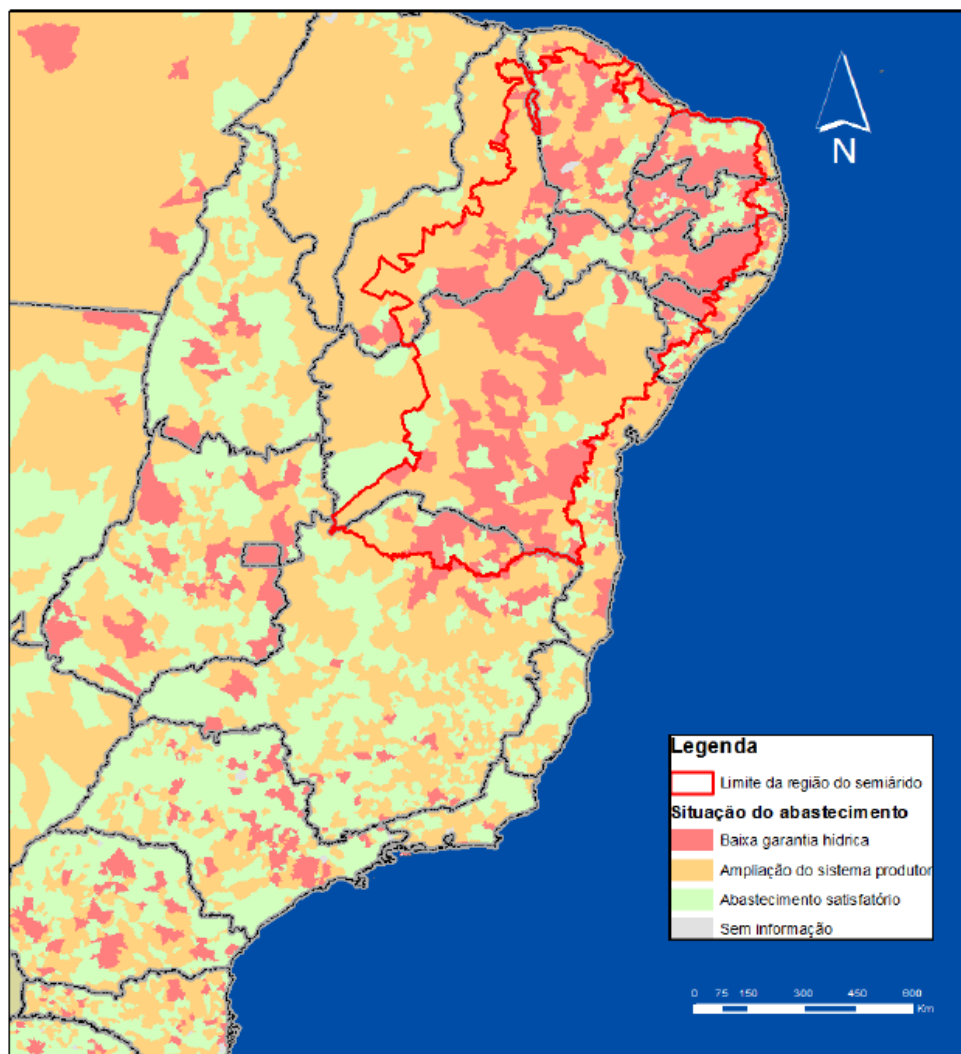 N
Legenda
Limite da região do semiárido
Situação do abastecimento
Baixa garantia hídrica
Ampliação do sistema produtor
Abastecimento satisfatório
Sem informação
0 75 150 300 450 600
Km